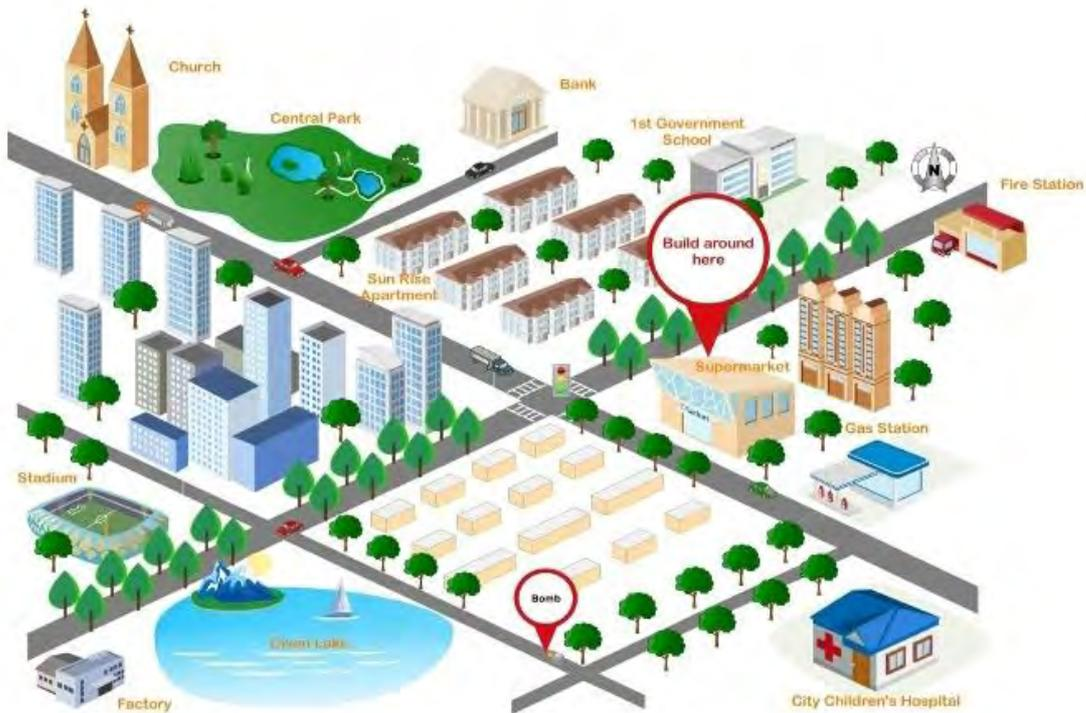 Church
Central Park
Bank
1st Government
School
N
Fire Station
Build around
here
Sun Rise
Apartment
Supermarket
Gas Station
Stadium
Bomb
Factory
City Children's Hospital